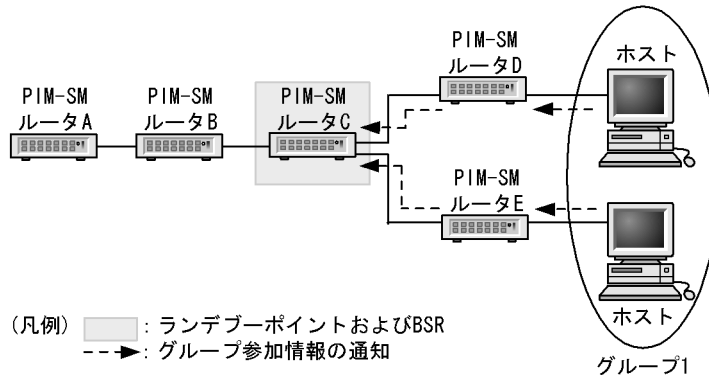 PIM-SM
ルータD
ホスト
PIM-SM
ルータA
PIM-SM
ルータB
PIM-SM
ルータC
PIM-SM
ルータE
ホスト
(凡例)
：ランデブーポイントおよびBSR
：グループ参加情報の通知
グループ1